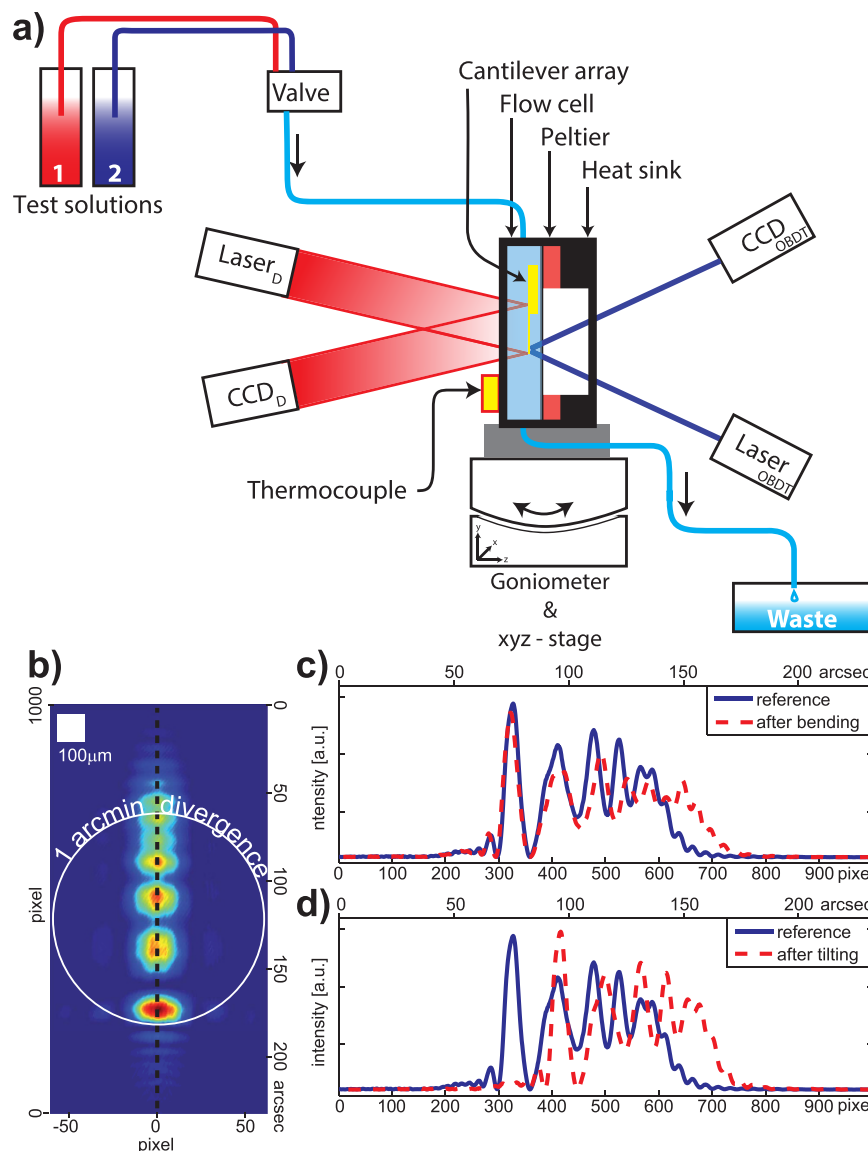 a)
Cantilever array
Flow cell
Peltier
Heat sink
Valve
1
2
Test solutions
Laser D
CCD D
CCD OBDT
Laser OBDT
Thermocouple
y
x
z
Goniometer
&
xyz - stage
Waste
b)
1000
0
100μm
1 arcmin divergence
50
100
150
200
pixel
arcsec
0
-50
0
50
pixel
c)
0
50
100
150
200
arcsec
reference
after bending
ntensity [a.u.]
0
100
200
300
400
500
600
700
800
900
pixe
d)
0
50
100
150
200
arcsec
reference
after tilting
intensity [a.u.]
0
100
200
300
400
500
600
700
800
900
pixe